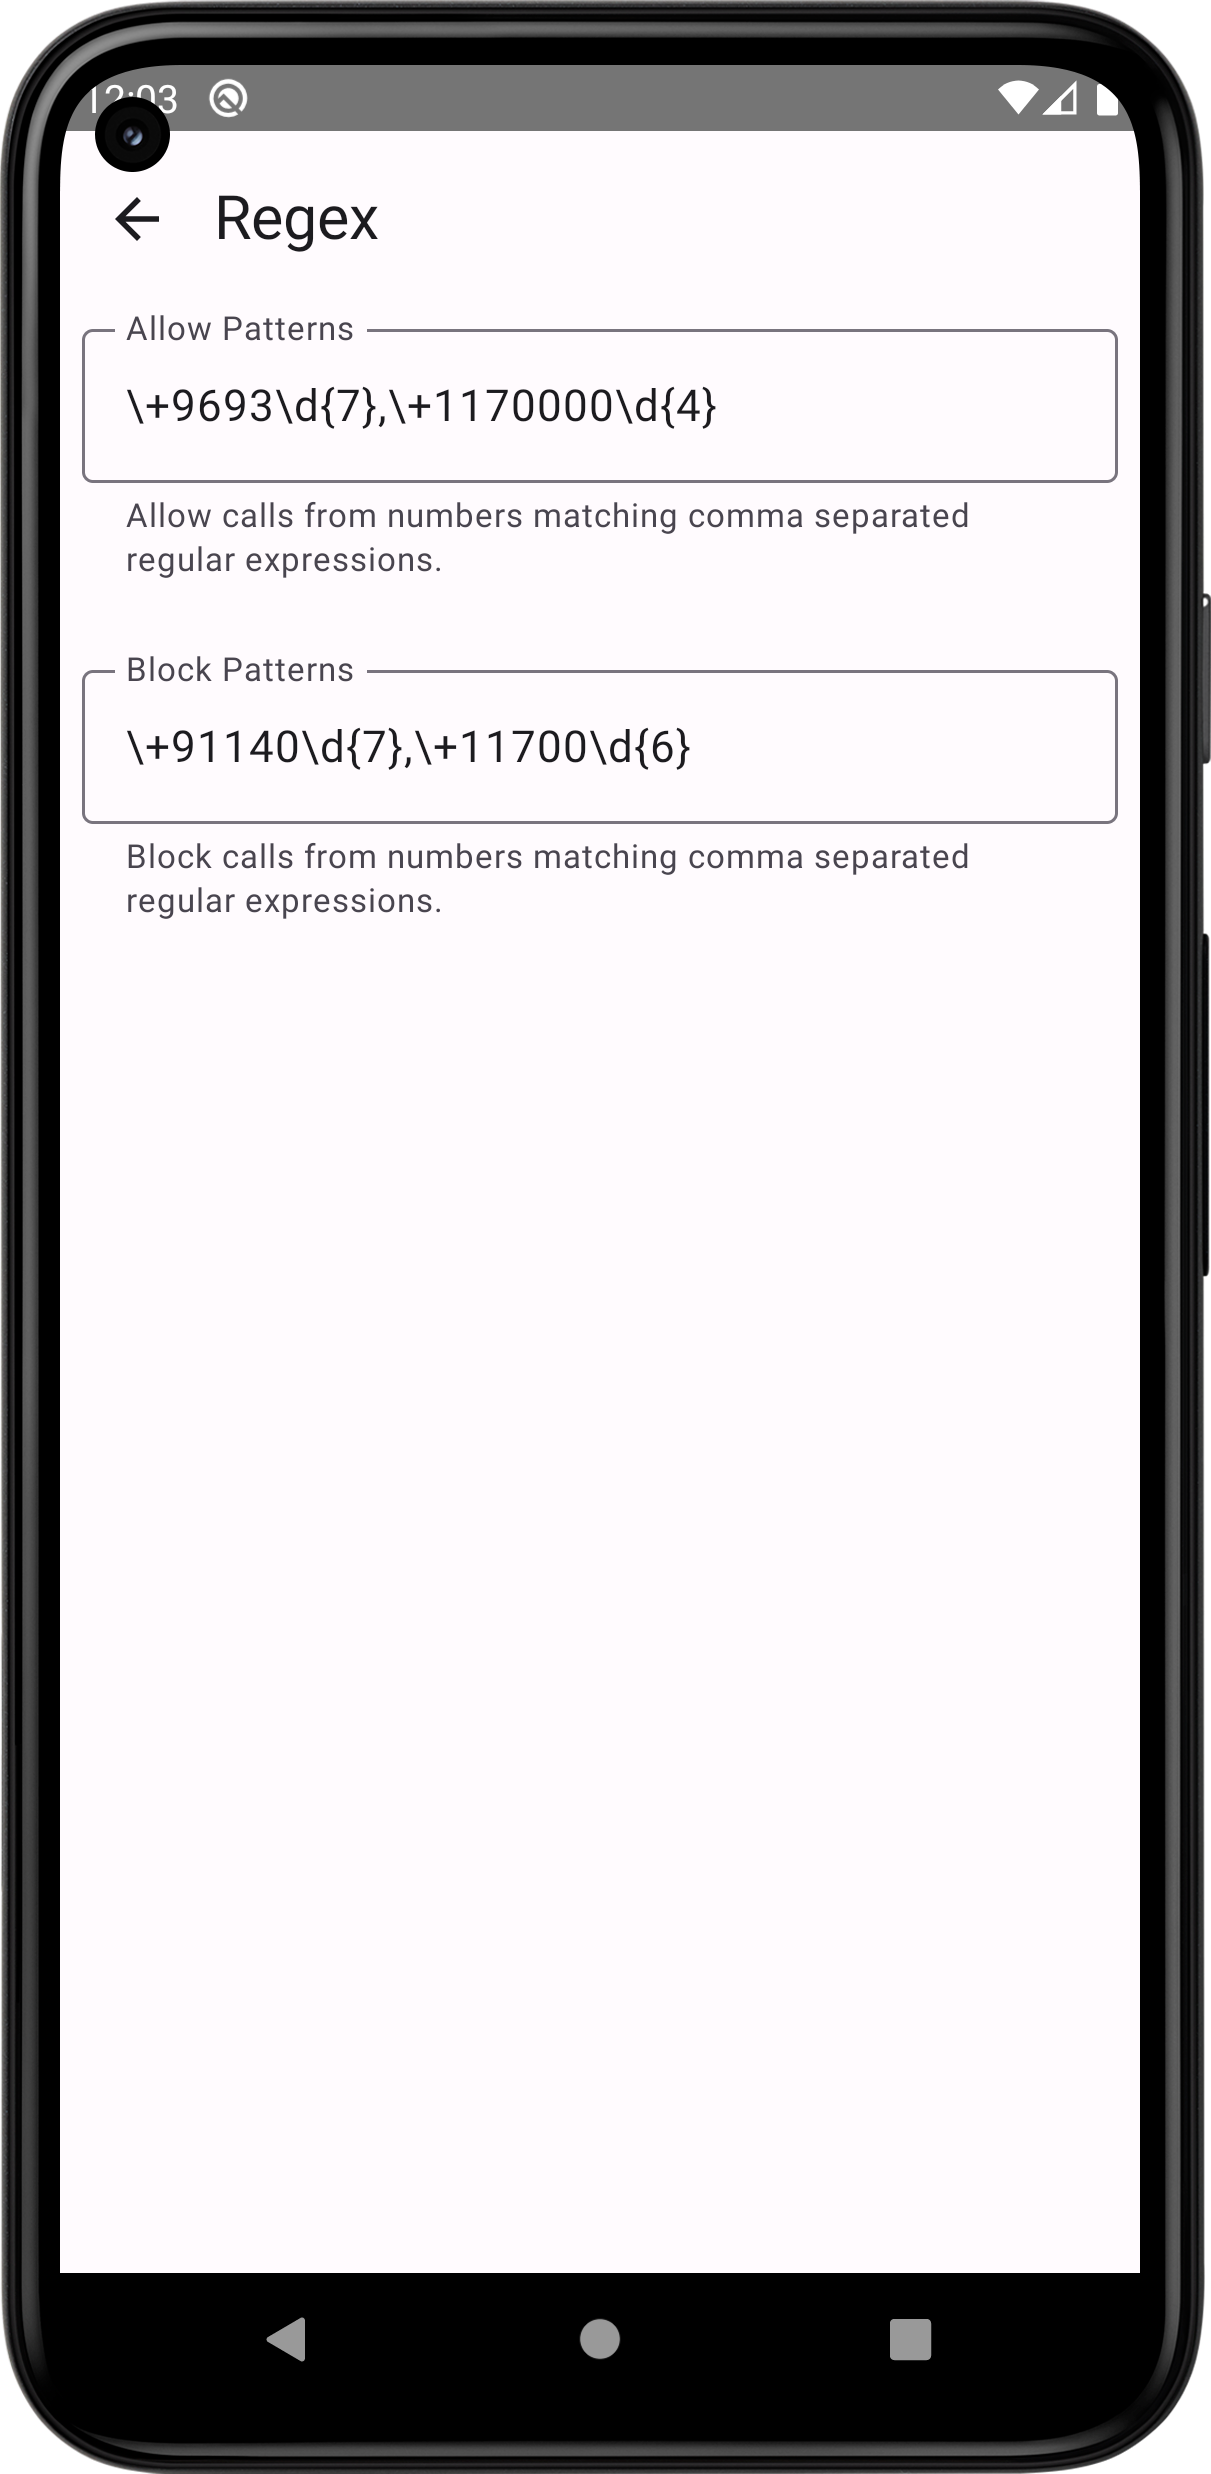 12:03
Regex
Allow Patterns
\+9693\d{7},\+1170000\d{4}
Allow calls from numbers matching comma separated
regular expressions.
Block Patterns
\+91140\d{7},\+11700\d{6}
Block calls from numbers matching comma separated
regular expressions.